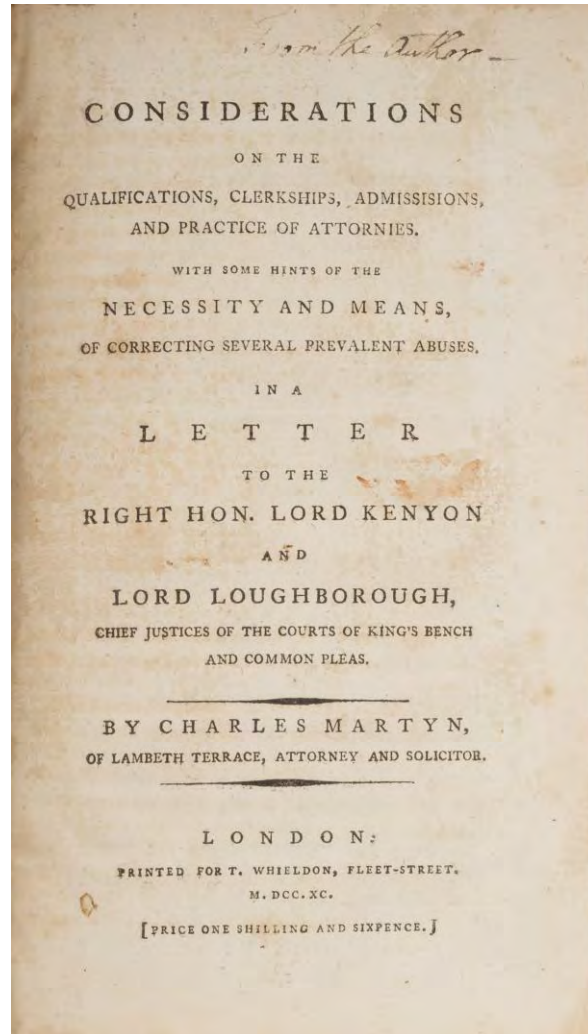 From the Author -
CONSIDERATIONS
ON THE
QUALIFICATIONS, CLERKSHIPS, ADMISSISIONS,
AND PRACTICE OF ATTORNIES.
WITH SOME HINTS OF THE
NECESSITY AND MEANS,
OF CORRECTING SEVERAL PREVALENT ABUSES.
IN A
LETTER
TO THE
RIGHT HON. LORD KENYON
AND
LORD LOUGHBOROUGH,
CHIEF JUSTICES OF THE COURTS OF KING'S BENCH
AND COMMON PLEAS.
BY CHARLES MARTYN,
OF LAMBETH TERRACE, ATTORNEY AND SOLICITOR.
LONDON:
PRINTED FOR T. WHIELDON, FLEET-STREET.
M. DCC. XC.
[PRICE ONE SHILLING AND SIXPENCE.]